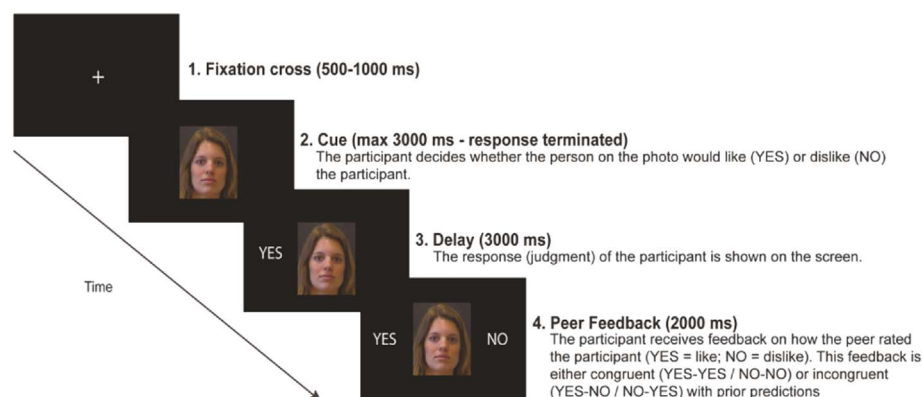 +
1. Fixation cross (500-1000 ms)
2. Cue (max 3000 ms - response terminated)
The participant decides whether the person on the photo would like (YES) or dislike (NO)
the participant.
YES
3. Delay (3000 ms)
The response (judgment) of the participant is shown on the screen.
Time
YES
NO
4. Peer Feedback (2000 ms)
The participant receives feedback on how the peer rated
the participant (YES = like; NO = dislike). This feedback is
either congruent (YES-YES / NO-NO) or incongruent
(YES-NO / NO-YES) with prior predictions